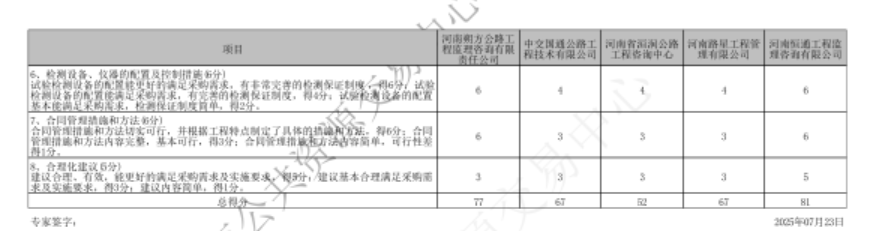 项目 河南朔方公路工程监理咨询有限责任公司 中交国通公路工程技术有限公司 河南省沺润公路工程咨询中心 河南路星工程管理有限公司 河南恒通工程监理咨询有限公司
6、检测设备、仪器的配置及控制措施(6分)
试验检测设备的配置能更好的满足采购需求，有非常完善的检测保证制度，得6分；试验
检测设备的配置能满足采购需求，有完善的检测保证制度，得4分；试验检测设备的配置
基本能满足采购需求，检测保证制度简单，得2分。
6 4 4 4 6
7、合同管理措施和方法(6分)
合同管理措施和方法切实可行，并根据工程特点制定了具体的措施和方法，得6分；合同
管理措施和方法内容完整，基本可行，得3分；合同管理措施和方法内容简单，可行性差
得1分。
6 3 3 3 6
8、合理化建议(5分)
建议合理、有效，能更好的满足采购需求及实施要求，得5分；建议基本合理满足采购需
求及实施要求，得3分；建议内容简单，得1分。
3 3 3 3 5
总得分 77 67 52 67 81
专家签字： 2025年07月23日
公共资源交易中心
源交易中心